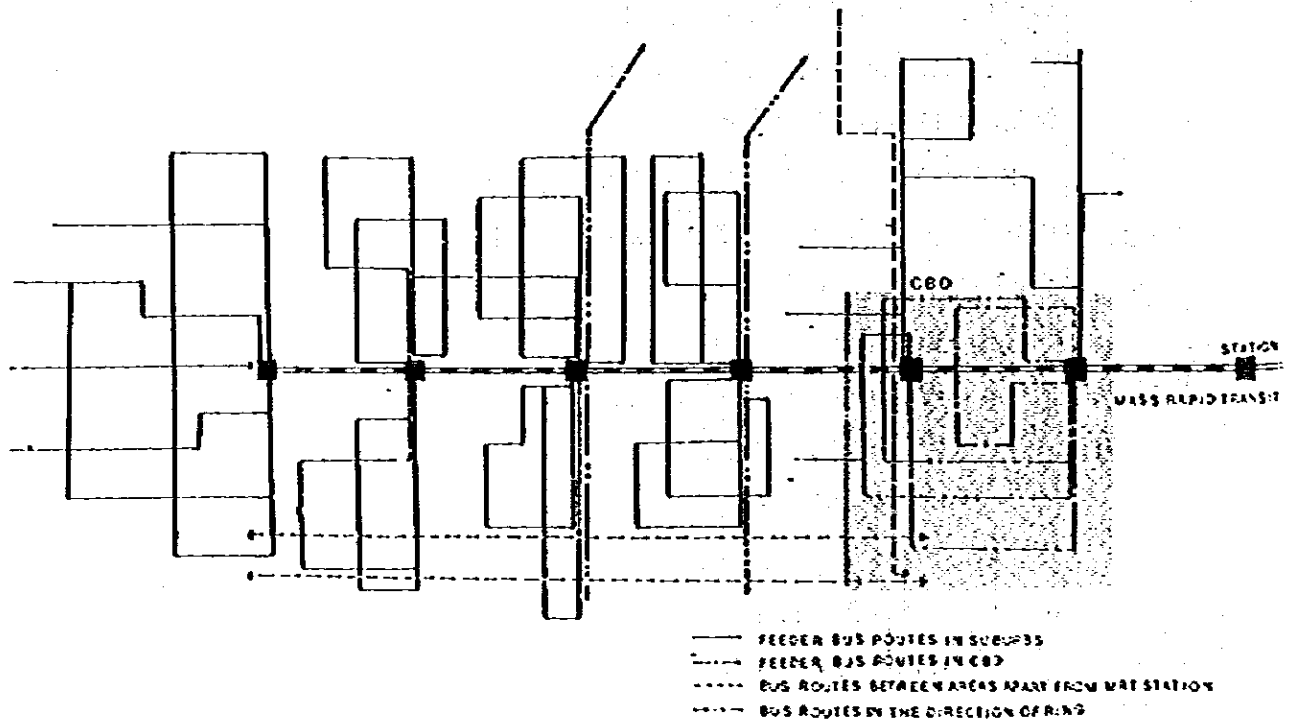 CBD
STATION
MASS RAPID TRANSIT
FEEDER BUS ROUTES IN SUBURBS
FEEDER BUS ROUTES IN CBD
BUS ROUTES BETWEEN AREAS APART FROM MRT STATION
BUS ROUTES IN THE DIRECTION OF RING